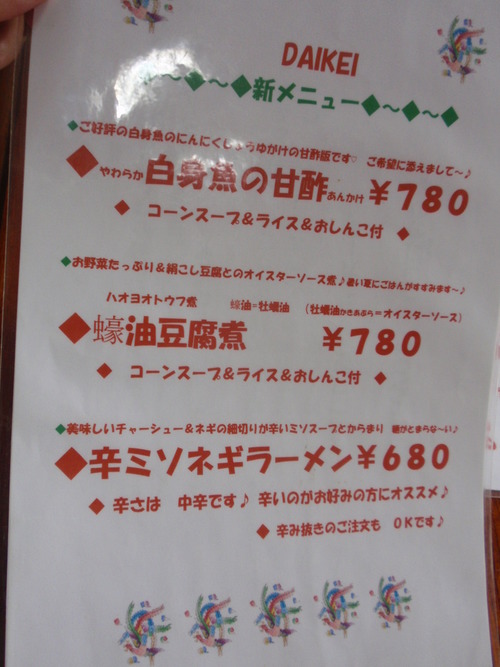 DAIKEI
◆～◆～◆新メニュー◆～◆～◆
◆ご好評の白身魚のにんにくしょうゆがけの甘酢版です♡ ご希望に添えまして～♪
◆やわらか白身魚の甘酢あんかけ￥７８０
◆ コーンスープ＆ライス＆おしんこ付 ◆
◆お野菜たっぷり＆絹こし豆腐とのオイスターソース煮♪暑い夏にごはんがすすみます～♪
ハオヨオトウフ煮 蠔油=牡蠣油 （牡蠣油かきあぶら＝オイスターソース）
◆蠔油豆腐煮 ￥７８０
◆ コーンスープ＆ライス＆おしんこ付 ◆
◆美味しいチャーシュー＆ネギの細切りが辛いミソスープとからまり 麺がとまらな～い♪
◆辛ミソネギラーメン￥６８０
◆ 辛さは 中辛です♪ 辛いのがお好みの方にオススメ♪
◆ 辛み抜きのご注文も ＯＫです♪